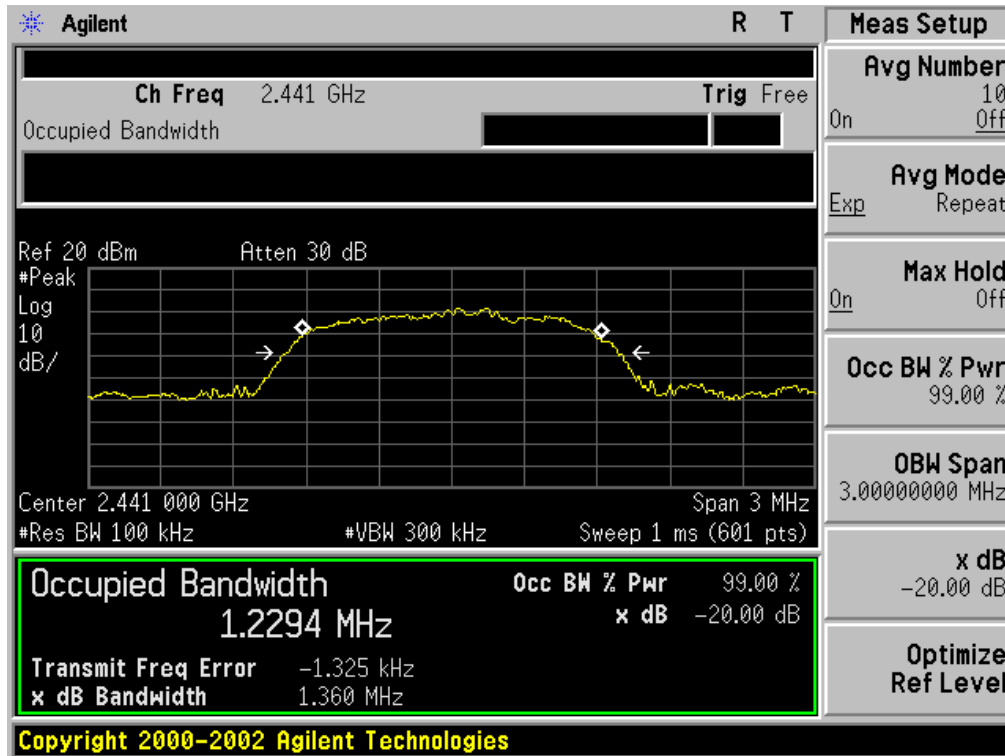 Agilent R T
Ch Freq 2.441 GHz Trig Free
Occupied Bandwidth
Ref 20 dBm Atten 30 dB
#Peak
Log
10
dB/
Center 2.441 000 GHz Span 3 MHz
#Res BW 100 kHz #VBW 300 kHz Sweep 1 ms (601 pts)
Occupied Bandwidth
1.2294 MHz
Occ BW % Pwr 99.00 %
x dB -20.00 dB
Transmit Freq Error -1.325 kHz
x dB Bandwidth 1.360 MHz
Copyright 2000-2002 Agilent Technologies
Meas Setup
Avg Number
10
On Off
Avg Mode
Exp Repeat
Max Hold
On Off
Occ BW % Pwr
99.00 %
OBW Span
3.00000000 MHz
x dB
-20.00 dB
Optimize
Ref Level